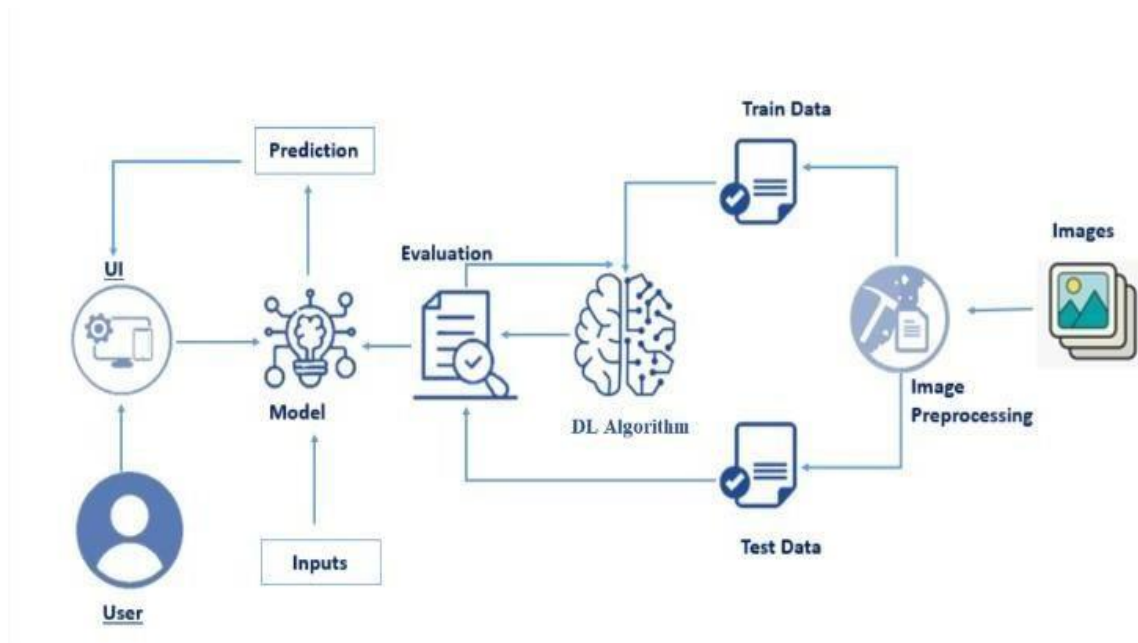 Train Data
Prediction
Images
Evaluation
UI
Image
Preprocessing
Model
DL Algorithm
Test Data
Inputs
User